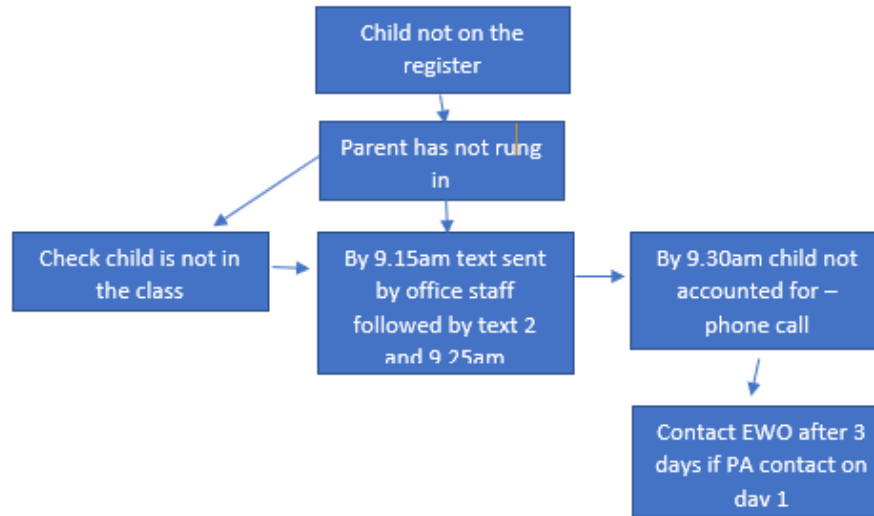 Child not on the
register
Parent has not rung
in
Check child is not in
the class
By 9.15am text sent
by office staff
followed by text 2
and 9.25am
By 9.30am child not
accounted for –
phone call
Contact EWO after 3
days if PA contact on
day 1